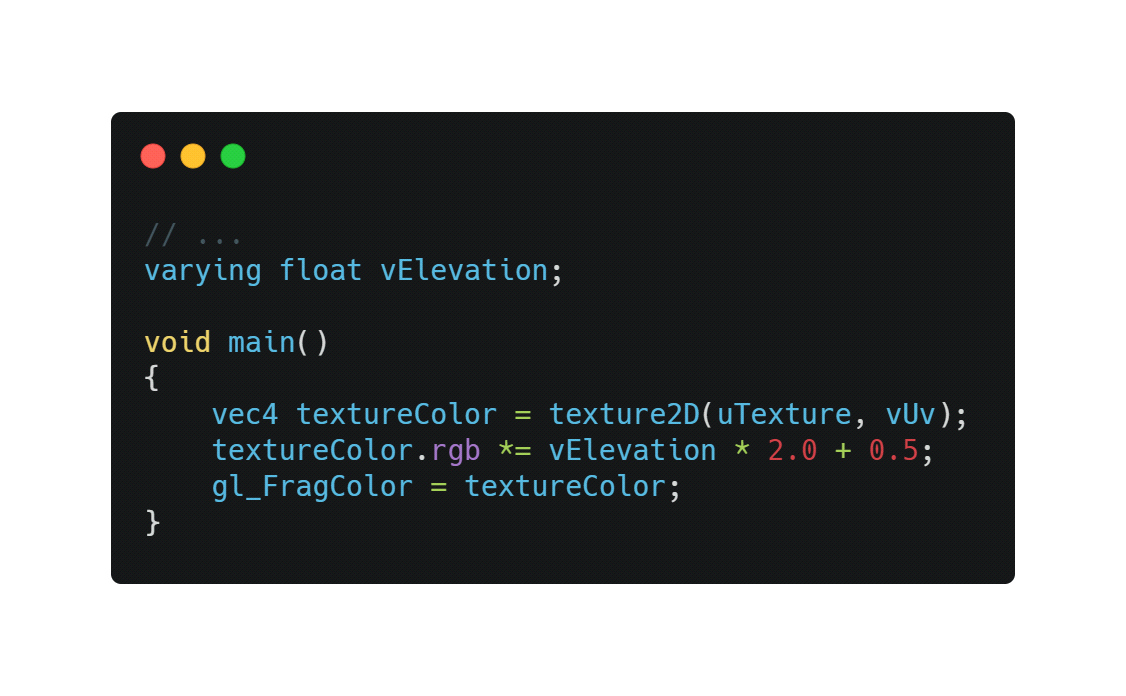 // ...
varying float vElevation;

void main()
{
    vec4 textureColor = texture2D(uTexture, vUv);
    textureColor.rgb *= vElevation * 2.0 + 0.5;
    gl_FragColor = textureColor;
}